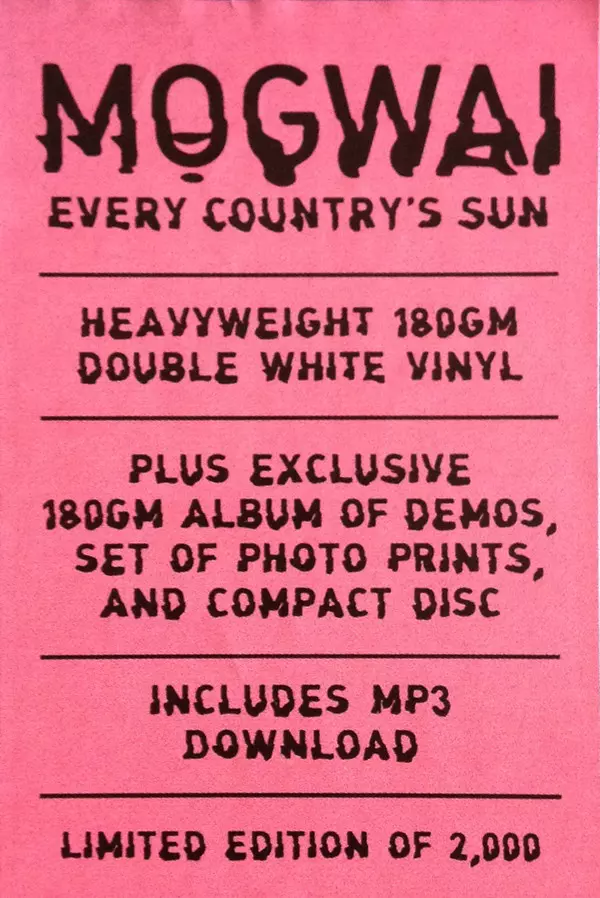 MOGWAI
EVERY COUNTRY'S SUN
HEAVYWEIGHT 180GM
DOUBLE WHITE VINYL
PLUS EXCLUSIVE
180GM ALBUM OF DEMOS,
SET OF PHOTO PRINTS,
AND COMPACT DISC
INCLUDES MP3
DOWNLOAD
LIMITED EDITION OF 2,000